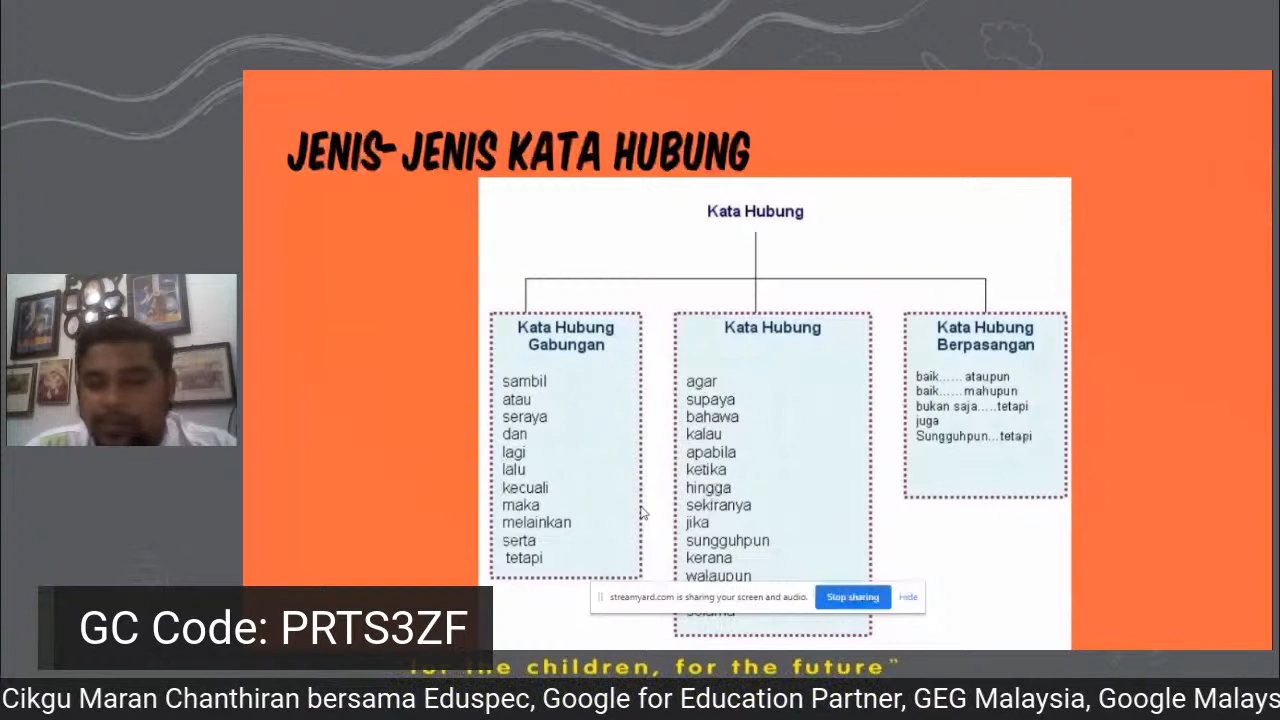 JENIS-JENIS KATA HUBUNG
Kata Hubung
Kata Hubung
Gabungan
sambil
atau
seraya
dan
lagi
lalu
kecuali
maka
melainkan
serta
tetapi
Kata Hubung
agar
supaya
bahawa
kalau
apabila
ketika
hingga
sekiranya
jika
sungguhpun
kerana
walaupun
Kata Hubung
Berpasangan
baik...... ataupun
baik......mahupun
bukan saja.....tetapi
juga
Sungguhpun...tetapi
streamyard.com is sharing your screen and audio.
Stop sharing
Hide
GC Code: PRTS3ZF
for the children, for the future"
Cikgu Maran Chanthiran bersama Eduspec, Google for Education Partner, GEG Malaysia, Google Malays